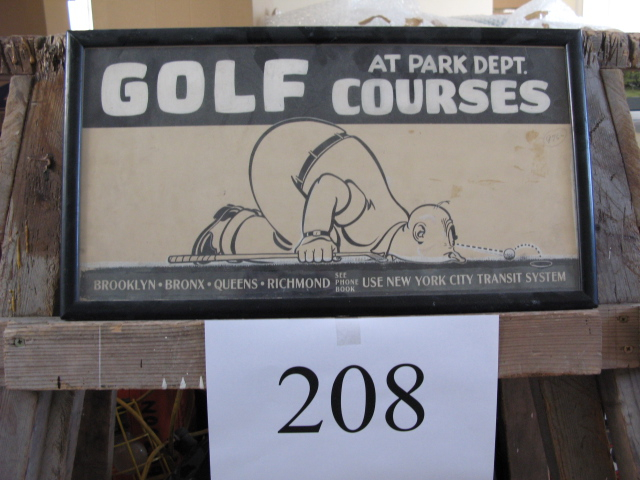 GOLF AT PARK DEPT. COURSES
BROOKLYN • BRONX • QUEENS • RICHMOND SEE PHONE BOOK USE NEW YORK CITY TRANSIT SYSTEM
208